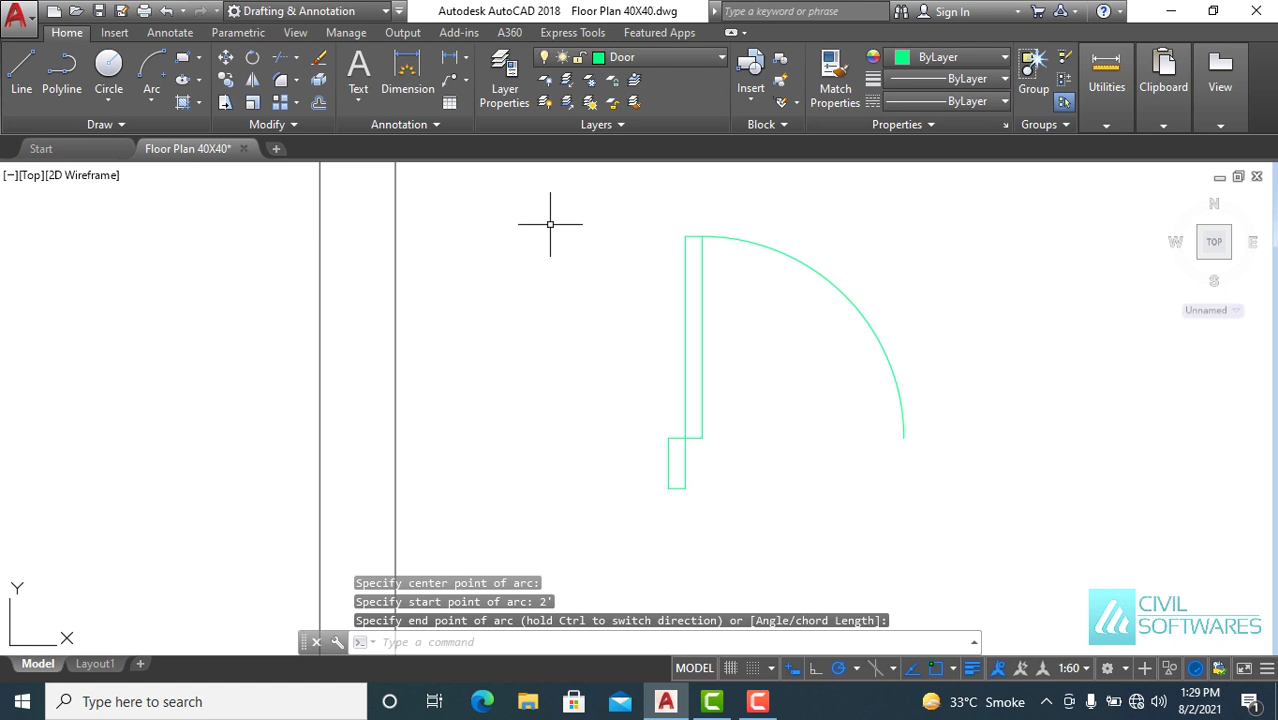 Drafting & Annotation
Autodesk AutoCAD 2018 Floor Plan 40X40.dwg
Type a keyword or phrase
Sign In
Home Insert Annotate Parametric View Manage Output Add-ins A360 Express Tools Featured Apps
Line Polyline Circle Arc
Text Dimension
Layer Properties
Door
Insert
Match Properties
ByLayer
ByLayer
ByLayer
Group
Utilities
Clipboard
View
Draw Modify Annotation Layers Block Properties Groups
Start Floor Plan 40X40*
[−][Top][2D Wireframe]
N
W TOP E
S
Unnamed
Y
X
Specify center point of arc:
Specify start point of arc: 2'
Specify end point of arc (hold Ctrl to switch direction) or [Angle/chord Length]:
Type a command
CIVIL
SOFTWARES
Model Layout1
MODEL 1:60
Type here to search
33°C Smoke
1:29 PM
8/2/2021
1